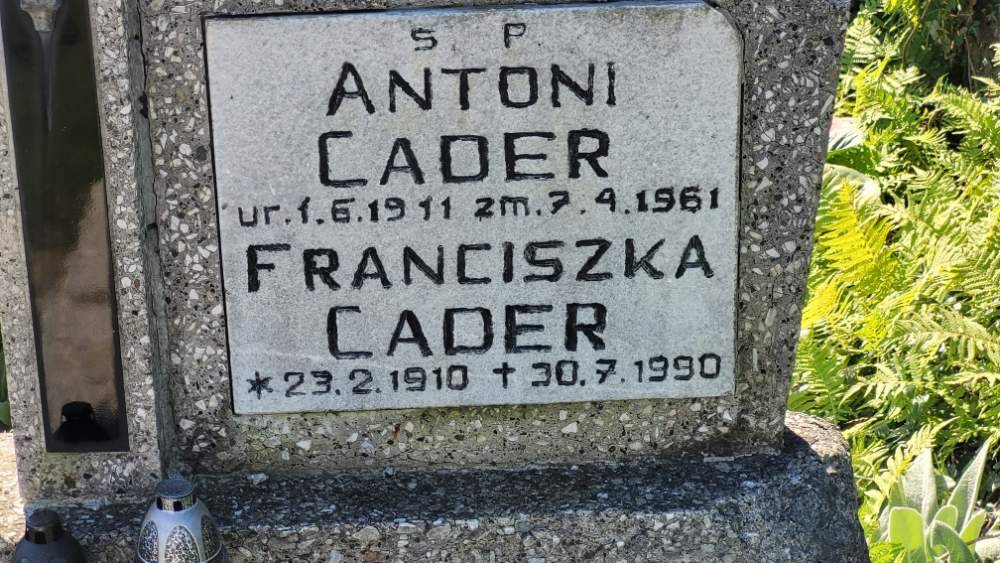 S P
ANTONI
CADER
ur.1.6.1911 zm.7.4.1961
FRANCISZKA
CADER
*23.2.1910 †30.7.1990